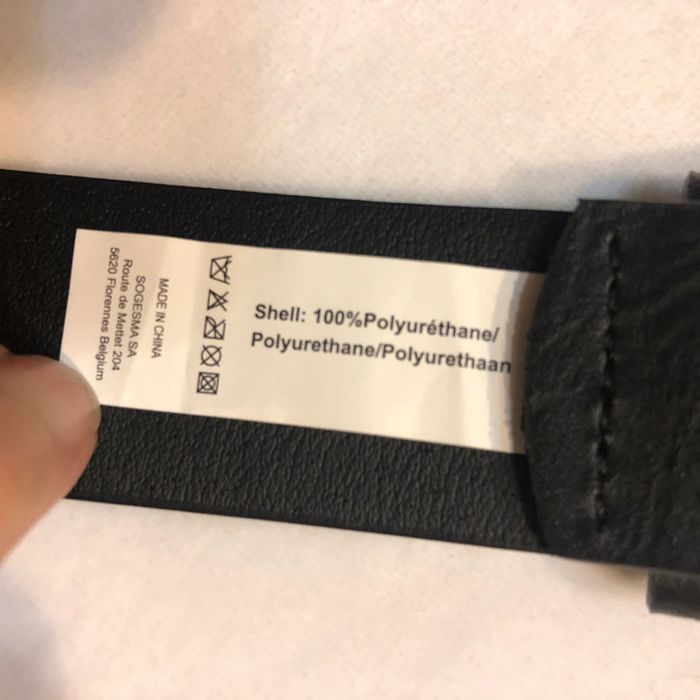 Shell: 100%Polyuréthane/
Polyurethane/Polyurethaan
MADE IN CHINA
SOGESMA SA
Route de Mettet 204
5620 Florennes Belgium